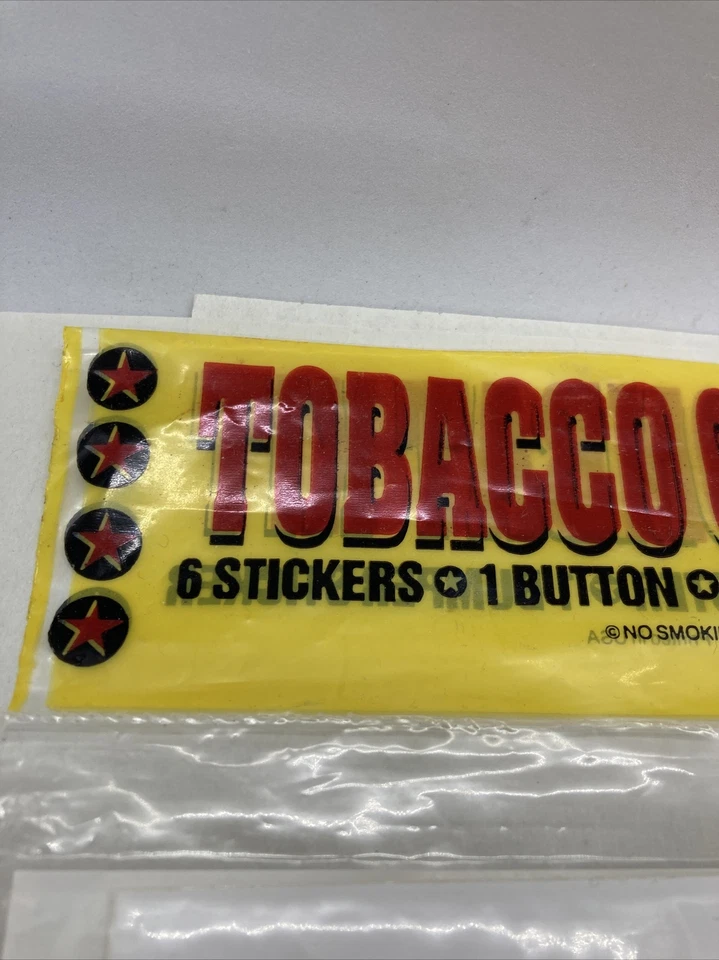 TOBACCO
6 STICKERS ✪ 1 BUTTON ✪
© NO SMOKI